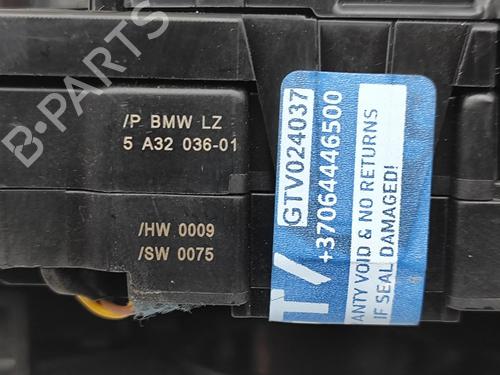 /P BMW LZ
5 A32 036-01
/HW 0009
/SW 0075
GTV024037
+37064446500
ANTY VOID & NO RETURNS
IF SEAL DAMAGED!
B-PARTS